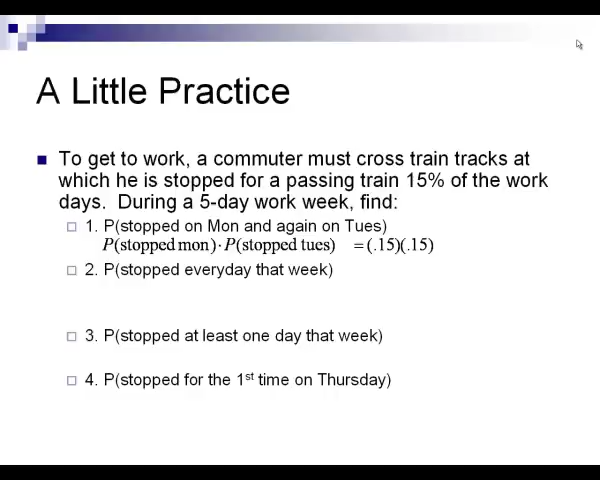 A Little Practice
To get to work, a commuter must cross train tracks at
which he is stopped for a passing train 15% of the work
days. During a 5-day work week, find:
1. P(stopped on Mon and again on Tues)
P(stopped mon)·P(stopped tues) =(.15)(.15)
2. P(stopped everyday that week)
3. P(stopped at least one day that week)
4. P(stopped for the 1st time on Thursday)